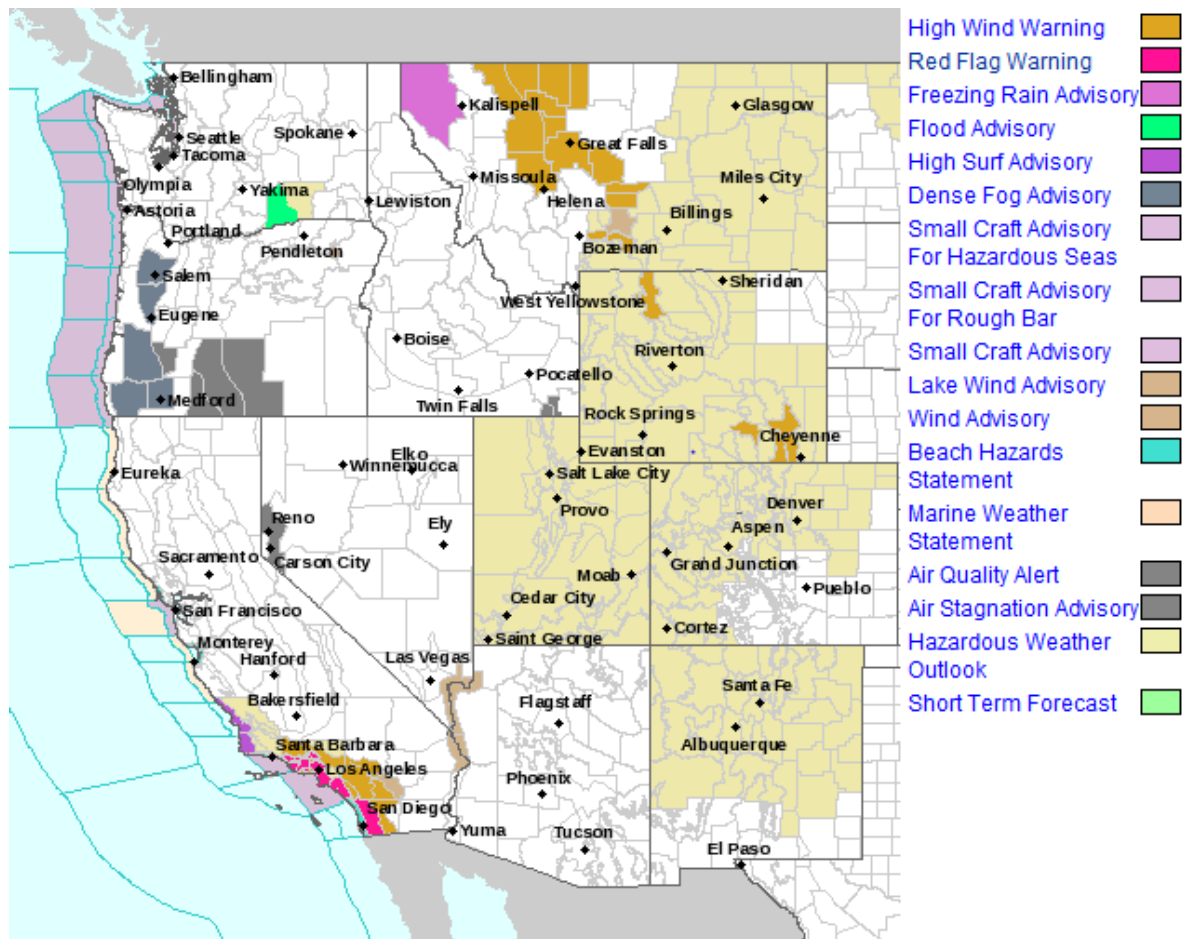 Bellingham
Seattle
Tacoma
Olympia
Spokane
Kalispell
Glasgow
Great Falls
Missoula
Helena
Miles City
Billings
Yakima
Lewiston
Astoria
Portland
Pendleton
Bozeman
Salem
Eugene
West Yellowstone
Sheridan
Boise
Riverton
Pocatello
Medford
Twin Falls
Rock Springs
Cheyenne
Evanston
Eureka
Elko
Winnemucca
Salt Lake City
Provo
Denver
Aspen
Reno
Ely
Carson City
Sacramento
Grand Junction
Moab
Pueblo
San Francisco
Cedar City
Cortez
Saint George
Monterey
Hanford
Las Vegas
Bakersfield
Flagstaff
Santa Fe
Albuquerque
Santa Barbara
Los Angeles
Phoenix
San Diego
Yuma
Tucson
El Paso
High Wind Warning
Red Flag Warning
Freezing Rain Advisory
Flood Advisory
High Surf Advisory
Dense Fog Advisory
Small Craft Advisory
For Hazardous Seas
Small Craft Advisory
For Rough Bar
Small Craft Advisory
Lake Wind Advisory
Wind Advisory
Beach Hazards
Statement
Marine Weather
Statement
Air Quality Alert
Air Stagnation Advisory
Hazardous Weather
Outlook
Short Term Forecast